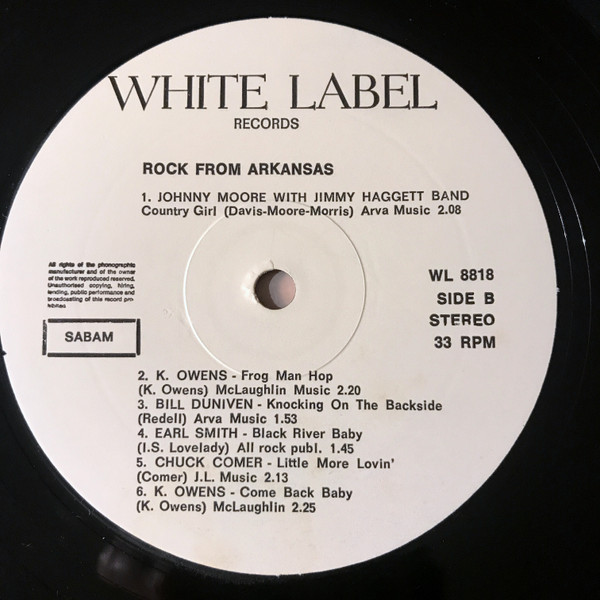 WHITE LABEL
RECORDS
ROCK FROM ARKANSAS
1. JOHNNY MOORE WITH JIMMY HAGGETT BAND
Country Girl (Davis-Moore-Morris) Arva Music 2.08
All rights of the phonographic
manufacturer and of the owner
of the work reproduced reserved.
Unauthorised copying, hiring,
lending, public performance and
broadcasting of this record pro-
hibited.
SABAM
WL 8818
SIDE B
STEREO
33 RPM
2. K. OWENS - Frog Man Hop
(K. Owens) McLaughlin Music 2.20
3. BILL DUNIVEN - Knocking On The Backside
(Redell) Arva Music 1.53
4. EARL SMITH - Black River Baby
(I.S. Lovelady) All rock publ. 1.45
5. CHUCK COMER - Little More Lovin'
(Comer) J.L. Music 2.13
6. K. OWENS - Come Back Baby
(K. Owens) McLaughlin 2.25